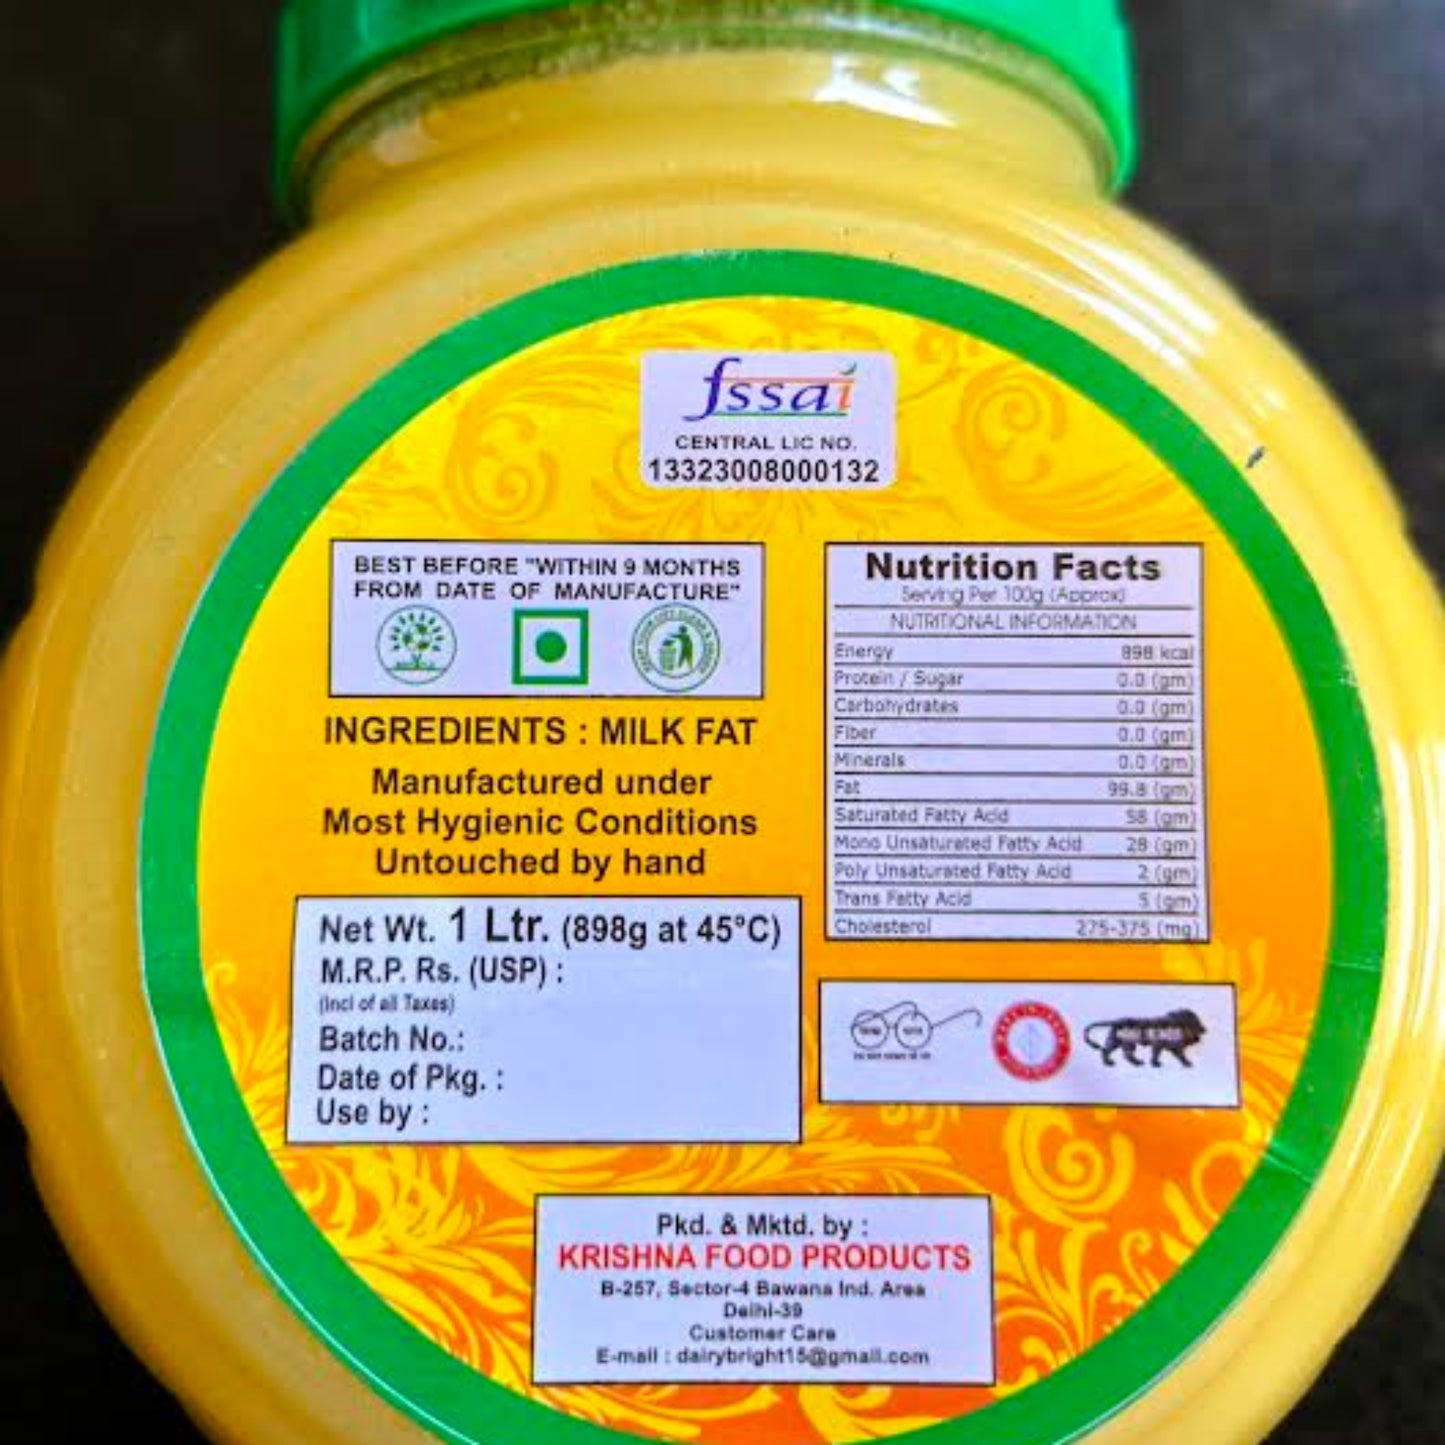 fssai
CENTRAL LIC NO.
13323008000132
BEST BEFORE "WITHIN 9 MONTHS
FROM DATE OF MANUFACTURE"
INGREDIENTS : MILK FAT
Manufactured under
Most Hygienic Conditions
Untouched by hand
Net Wt. 1 Ltr. (898g at 45°C)
M.R.P. Rs. (USP) :
(Incl of all Taxes)
Batch No.:
Date of Pkg. :
Use by :
Nutrition Facts
Serving Per 100g (Approx)
NUTRITIONAL INFORMATION
Energy 898 kcal
Protein / Sugar 0.0 (gm)
Carbohydrates 0.0 (gm)
Fiber 0.0 (gm)
Minerals 0.0 (gm)
Fat 99.8 (gm)
Saturated Fatty Acid 58 (gm)
Mono Unsaturated Fatty Acid 28 (gm)
Poly Unsaturated Fatty Acid 2 (gm)
Trans Fatty Acid 5 (gm)
Cholesterol 275-375 (mg)
Pkd. & Mktd. by :
KRISHNA FOOD PRODUCTS
B-257, Sector-4 Bawana Ind. Area
Delhi-39
Customer Care
E-mail : dairybright15@gmail.com